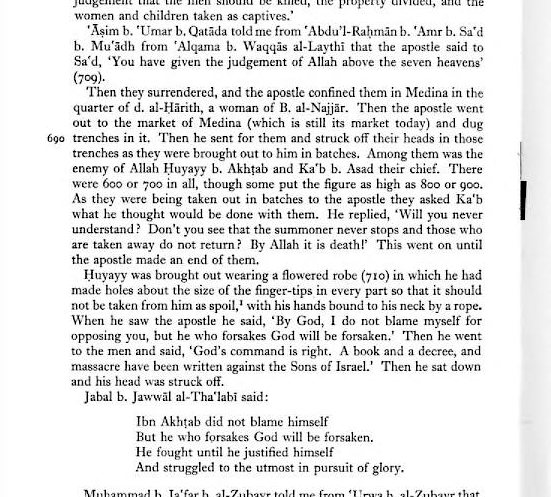 judgement that the men should be killed, the property divided, and the
women and children taken as captives.'
'Āṣim b. 'Umar b. Qatāda told me from 'Abdu'l-Raḥmān b. 'Amr b. Sa'd
b. Mu'ādh from 'Alqama b. Waqqāṣ al-Laythī that the apostle said to
Sa'd, 'You have given the judgement of Allah above the seven heavens'
(709).
Then they surrendered, and the apostle confined them in Medina in the
quarter of d. al-Ḥārith, a woman of B. al-Najjār. Then the apostle went
out to the market of Medina (which is still its market today) and dug
690 trenches in it. Then he sent for them and struck off their heads in those
trenches as they were brought out to him in batches. Among them was the
enemy of Allah Ḥuyayy b. Akhṭab and Ka'b b. Asad their chief. There
were 600 or 700 in all, though some put the figure as high as 800 or 900.
As they were being taken out in batches to the apostle they asked Ka'b
what he thought would be done with them. He replied, 'Will you never
understand? Don't you see that the summoner never stops and those who
are taken away do not return? By Allah it is death!' This went on until
the apostle made an end of them.
Ḥuyayy was brought out wearing a flowered robe (710) in which he had
made holes about the size of the finger-tips in every part so that it should
not be taken from him as spoil,¹ with his hands bound to his neck by a rope.
When he saw the apostle he said, 'By God, I do not blame myself for
opposing you, but he who forsakes God will be forsaken.' Then he went
to the men and said, 'God's command is right. A book and a decree, and
massacre have been written against the Sons of Israel.' Then he sat down
and his head was struck off.
Jabal b. Jawwāl al-Tha'labī said:
Ibn Akhṭab did not blame himself
But he who forsakes God will be forsaken.
He fought until he justified himself
And struggled to the utmost in pursuit of glory.
Muhammad b. Ja'far b. al-Zubayr told me from 'Urwa b. al-Zubayr that